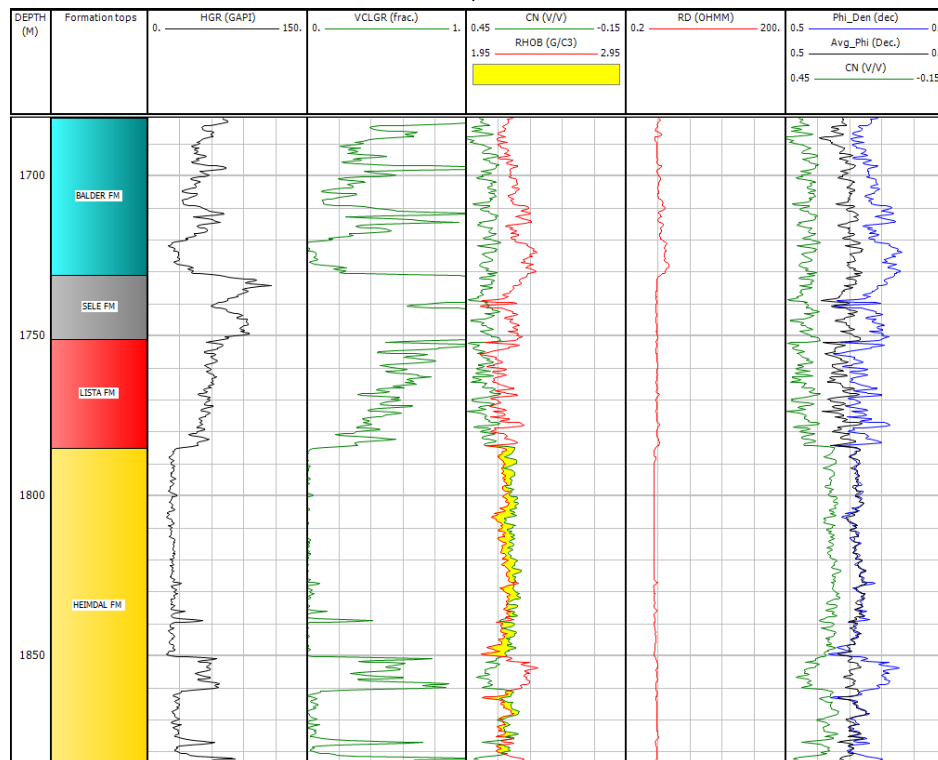 DEPTH (M)
Formation tops
HGR (GAPI)
0. 150.
VCLGR (frac.)
0. 1.
CN (V/V)
0.45 -0.15
RHOB (G/C3)
1.95 2.95
RD (OHMM)
0.2 200.
Phi_Den (dec)
0.5 0.
Avg_Phi (Dec.)
0.5 0.
CN (V/V)
0.45 -0.15
1700
BALDER FM
SELE FM
1750
LISTA FM
1800
HEIMDAL FM
1850